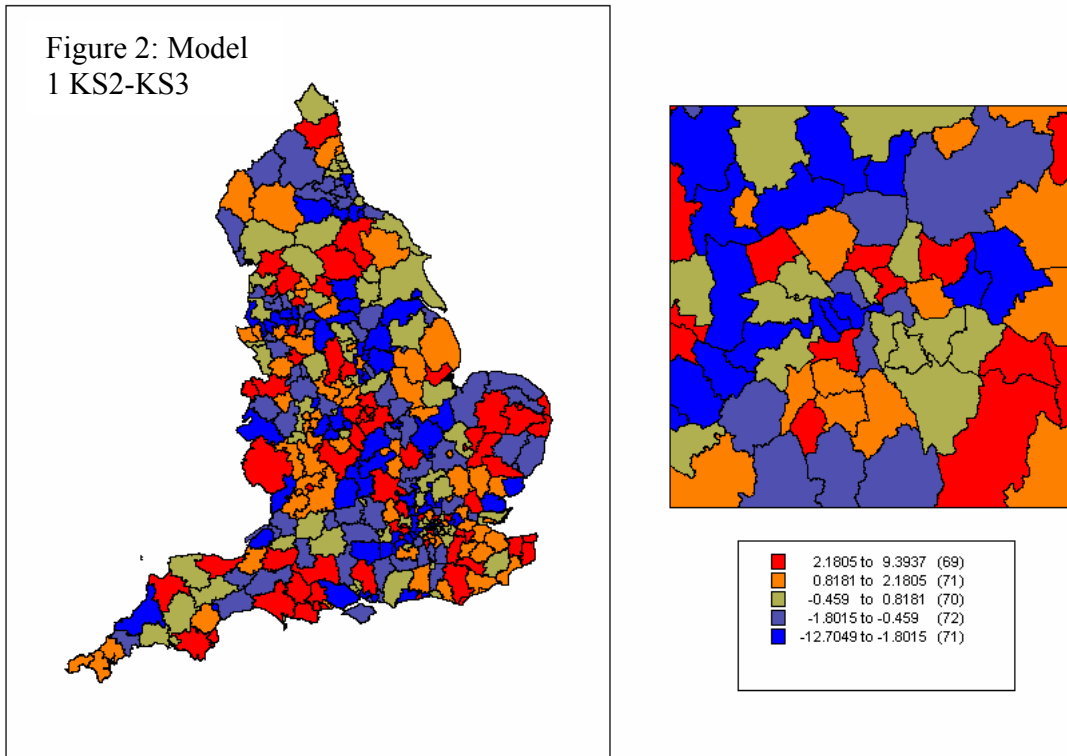 Figure 2: Model
1 KS2-KS3
2.1805 to 9.3937 (69)
0.8181 to 2.1805 (71)
-0.459 to 0.8181 (70)
-1.8015 to -0.459 (72)
-12.7049 to -1.8015 (71)